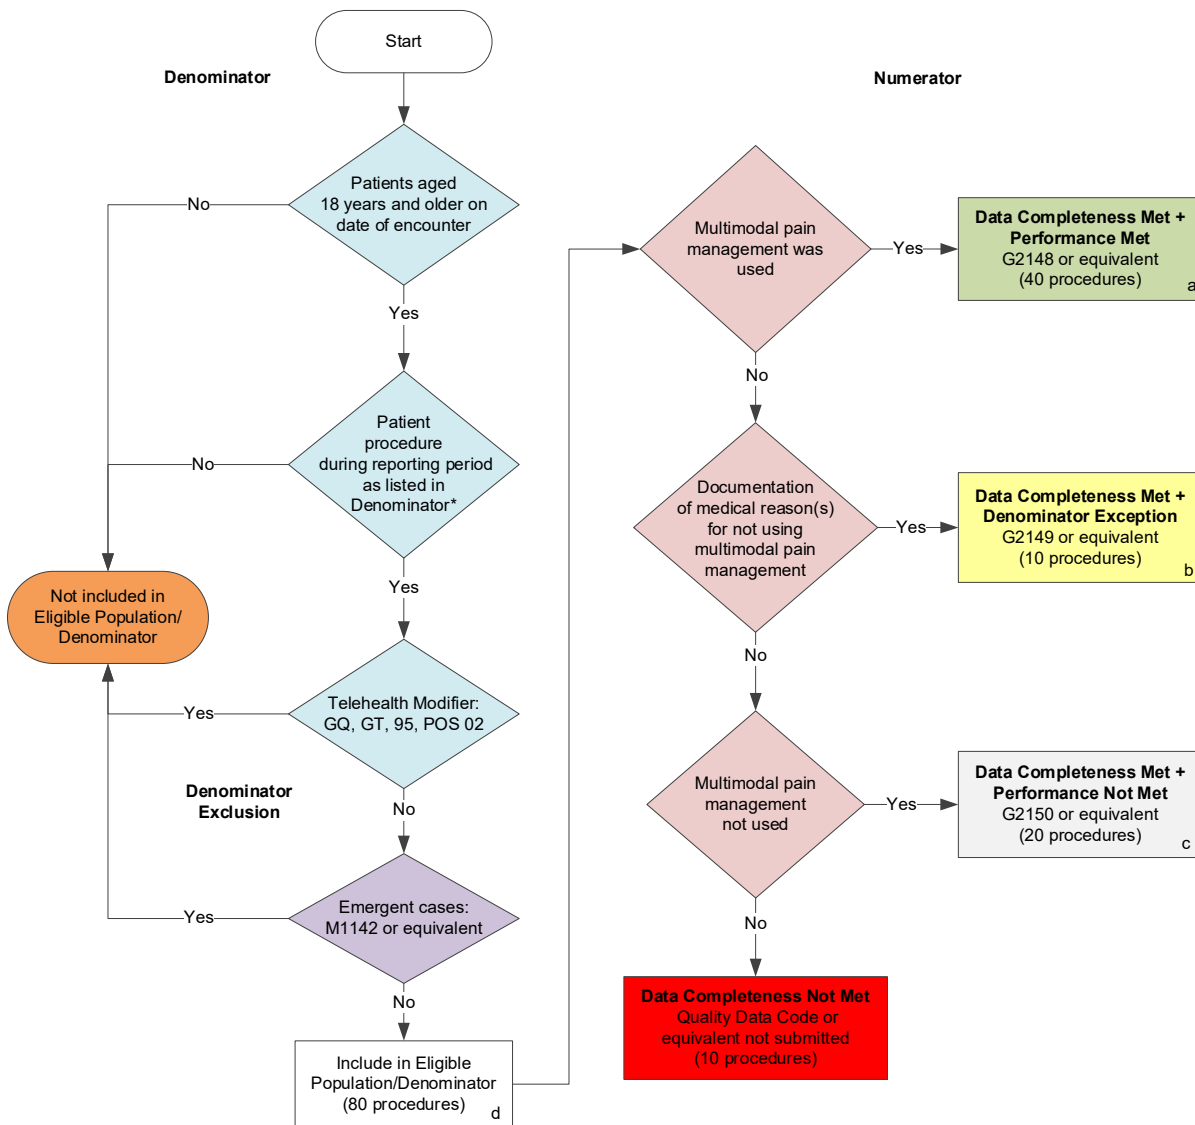 Start
Denominator
Patients aged
18 years and older on
date of encounter
No
Yes
Patient
procedure
during reporting period
as listed in
Denominator*
No
Yes
Not included in
Eligible Population/
Denominator
Telehealth Modifier:
GQ, GT, 95, POS 02
Yes
No
Denominator
Exclusion
Emergent cases:
M1142 or equivalent
Yes
No
Include in Eligible
Population/Denominator
(80 procedures)
d
Numerator
Multimodal pain
management was
used
Yes
Data Completeness Met +
Performance Met
G2148 or equivalent
(40 procedures)
a
No
Documentation
of medical reason(s)
for not using
multimodal pain
management
Yes
Data Completeness Met +
Denominator Exception
G2149 or equivalent
(10 procedures)
b
No
Multimodal pain
management
not used
Yes
Data Completeness Met +
Performance Not Met
G2150 or equivalent
(20 procedures)
c
No
Data Completeness Not Met
Quality Data Code or
equivalent not submitted
(10 procedures)